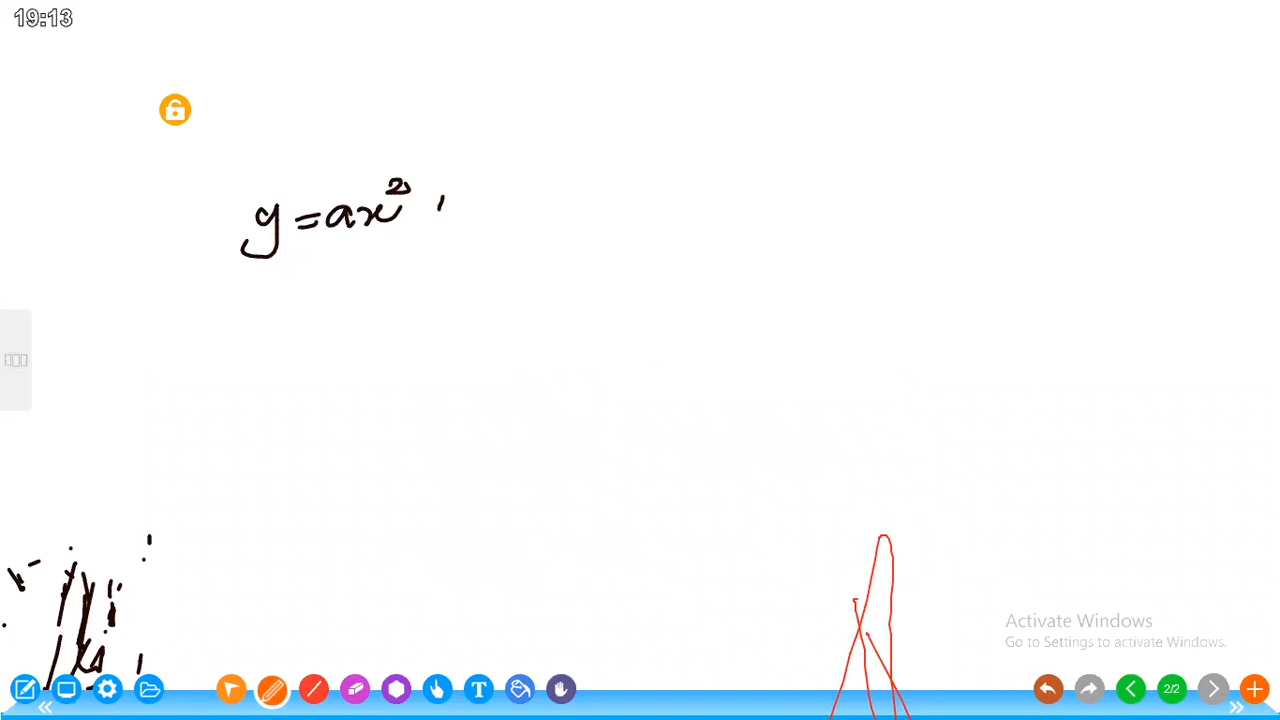 19:13
y = ax²
Activate Windows
Go to Settings to activate Windows.
T
2/2